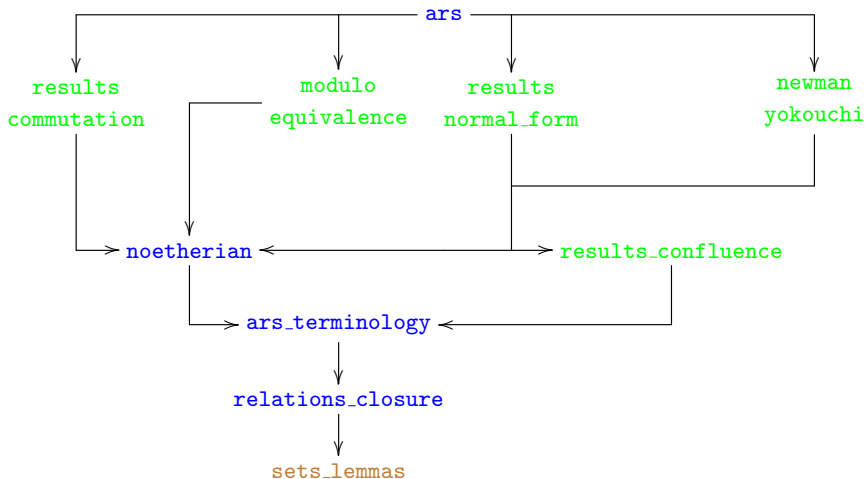 ars
results
commutation
modulo
equivalence
results
normal_form
newman
yokouchi
noetherian
results_confluence
ars_terminology
relations_closure
sets_lemmas